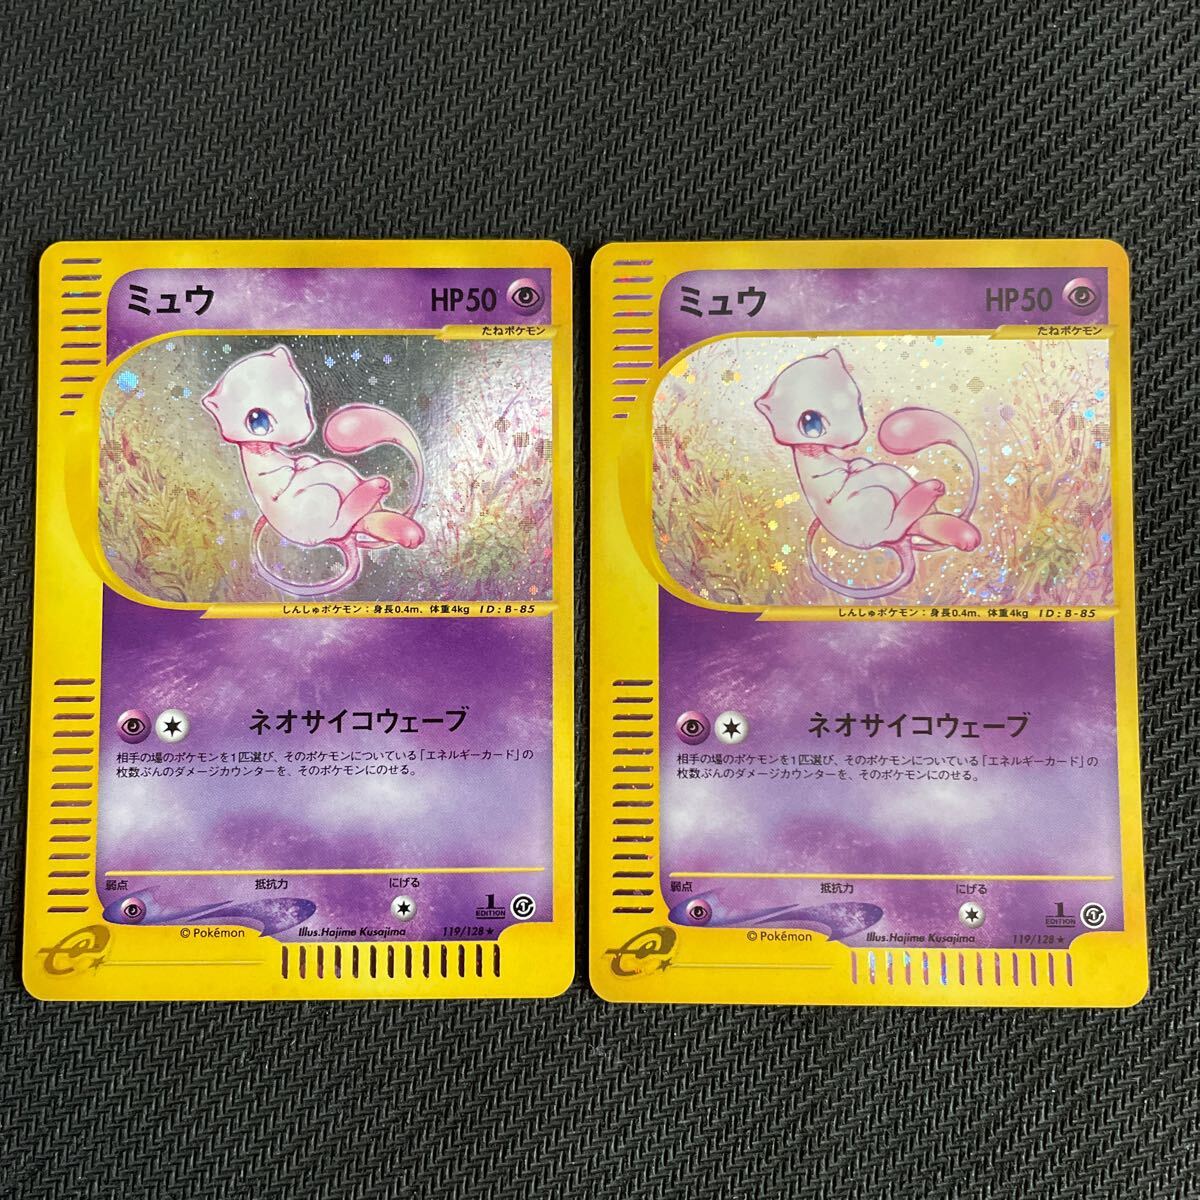 ミュウ HP50
たねポケモン
しんしゅポケモン：身長0.4m、体重4kg ID：B-85
ネオサイコウェーブ
相手の場のポケモンを1匹選び、そのポケモンについている「エネルギーカード」の
枚数ぶんのダメージカウンターを、そのポケモンにのせる。
弱点 抵抗力 にげる
1
EDITION
©Pokémon Illus.Hajime Kusajima 119/128★
e
ミュウ HP50
たねポケモン
しんしゅポケモン：身長0.4m、体重4kg ID：B-85
ネオサイコウェーブ
相手の場のポケモンを1匹選び、そのポケモンについている「エネルギーカード」の
枚数ぶんのダメージカウンターを、そのポケモンにのせる。
弱点 抵抗力 にげる
1
EDITION
©Pokémon Illus.Hajime Kusajima 119/128★
e